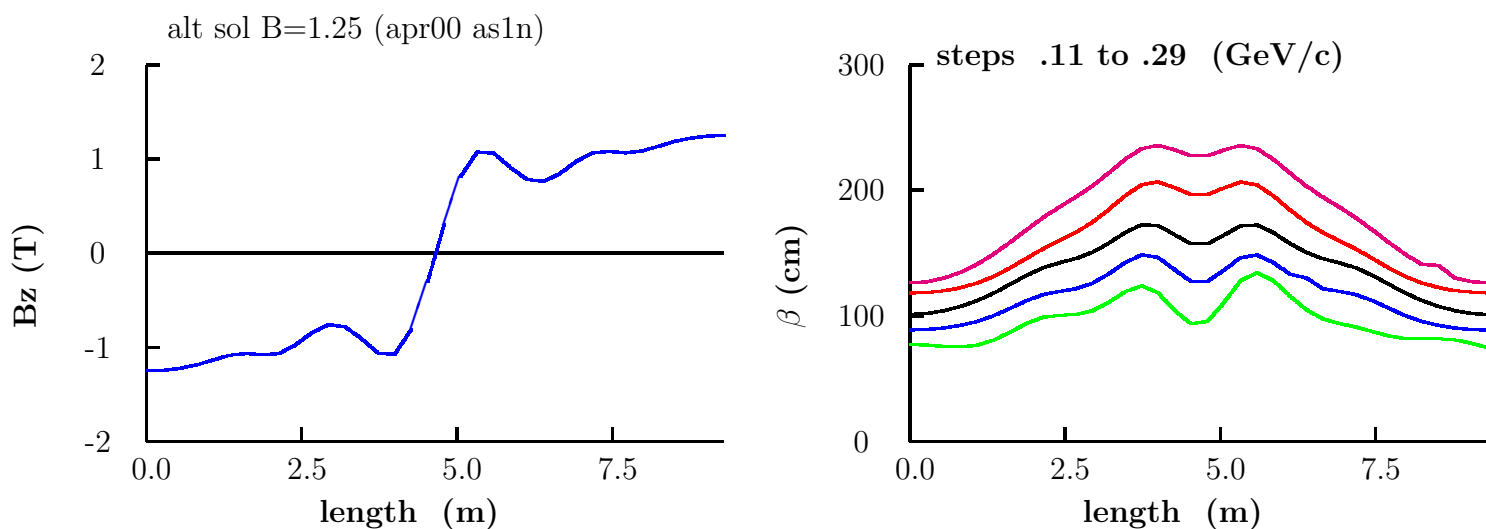 alt sol B=1.25 (apr00 as1n)
2
1
0
-1
-2
Bz (T)
0.0 2.5 5.0 7.5
length (m)
steps .11 to .29 (GeV/c)
300
200
100
0
β (cm)
0.0 2.5 5.0 7.5
length (m)